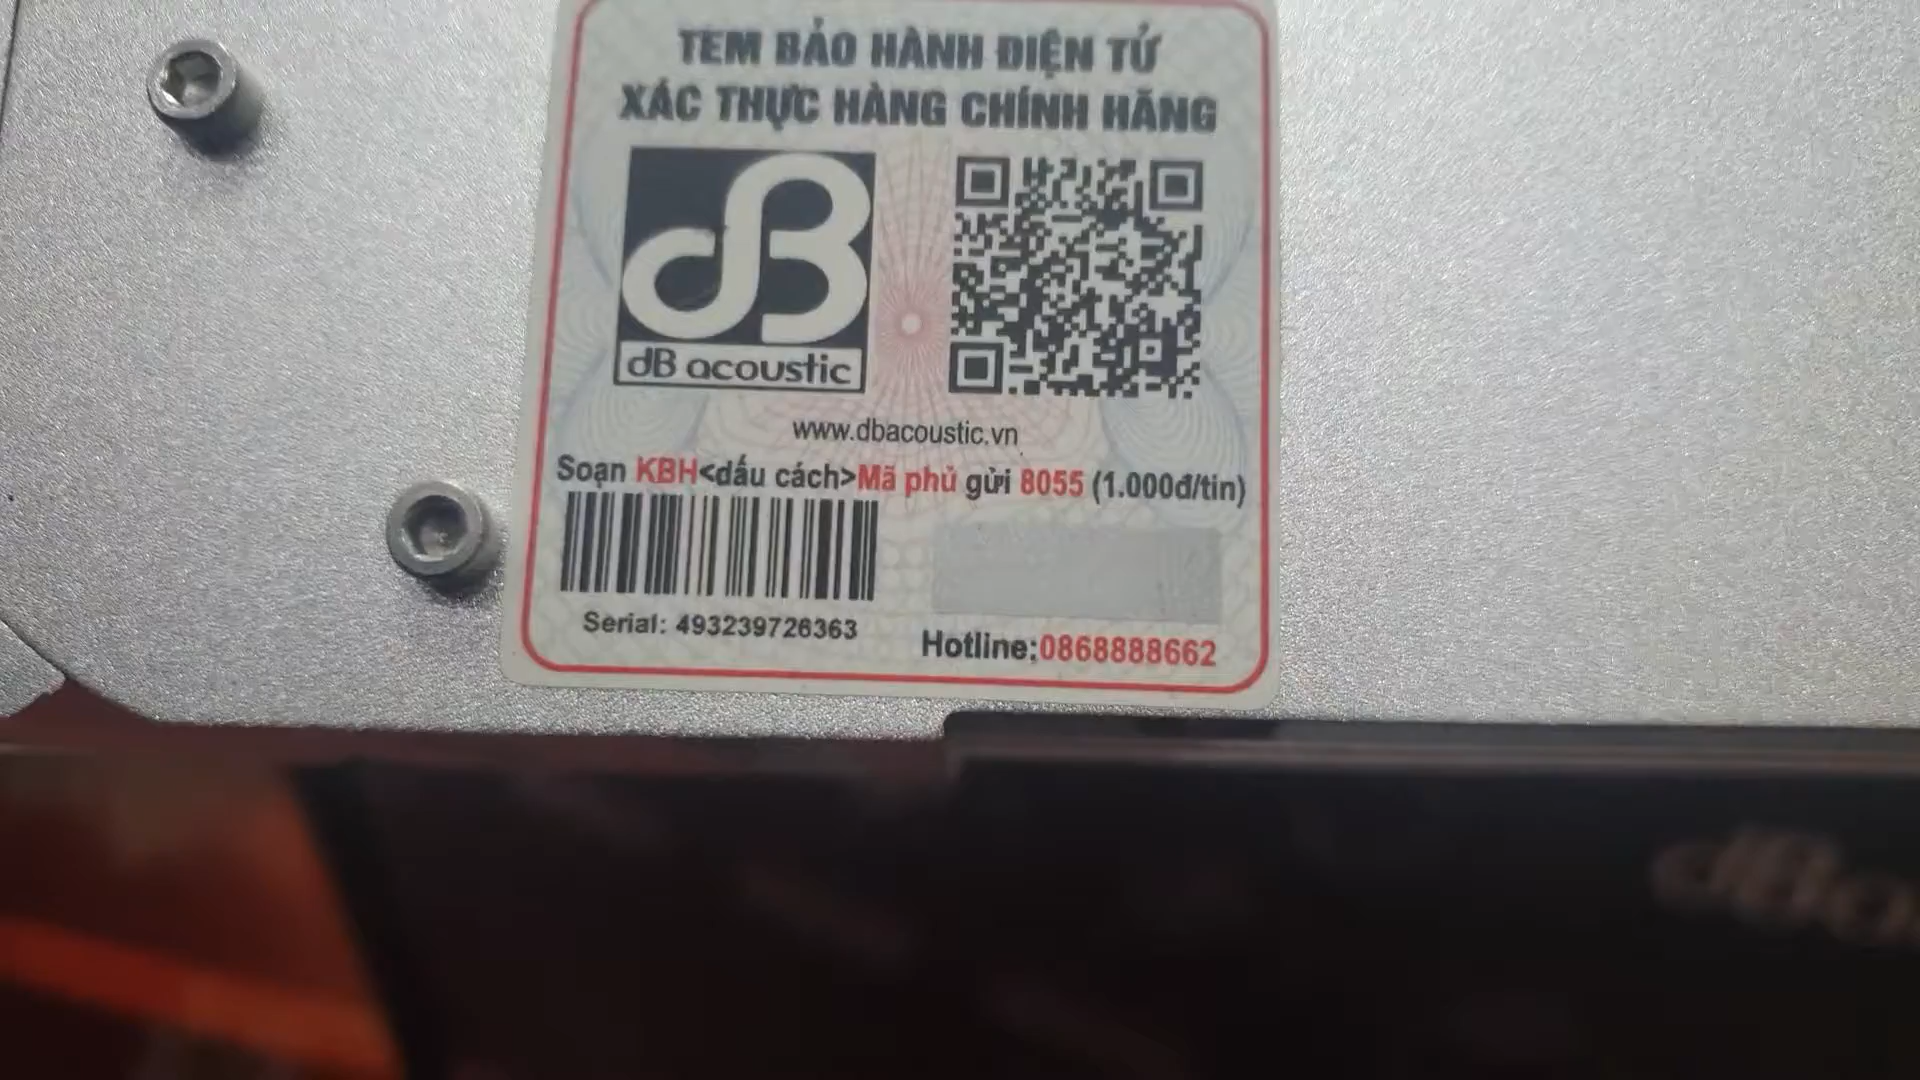 TEM BẢO HÀNH ĐIỆN TỬ
XÁC THỰC HÀNG CHÍNH HÃNG
dB acoustic
www.dbacoustic.vn
Soạn KBH<dấu cách>Mã phủ gửi 8055 (1.000đ/tin)
Serial: 493239726363
Hotline:0868888662